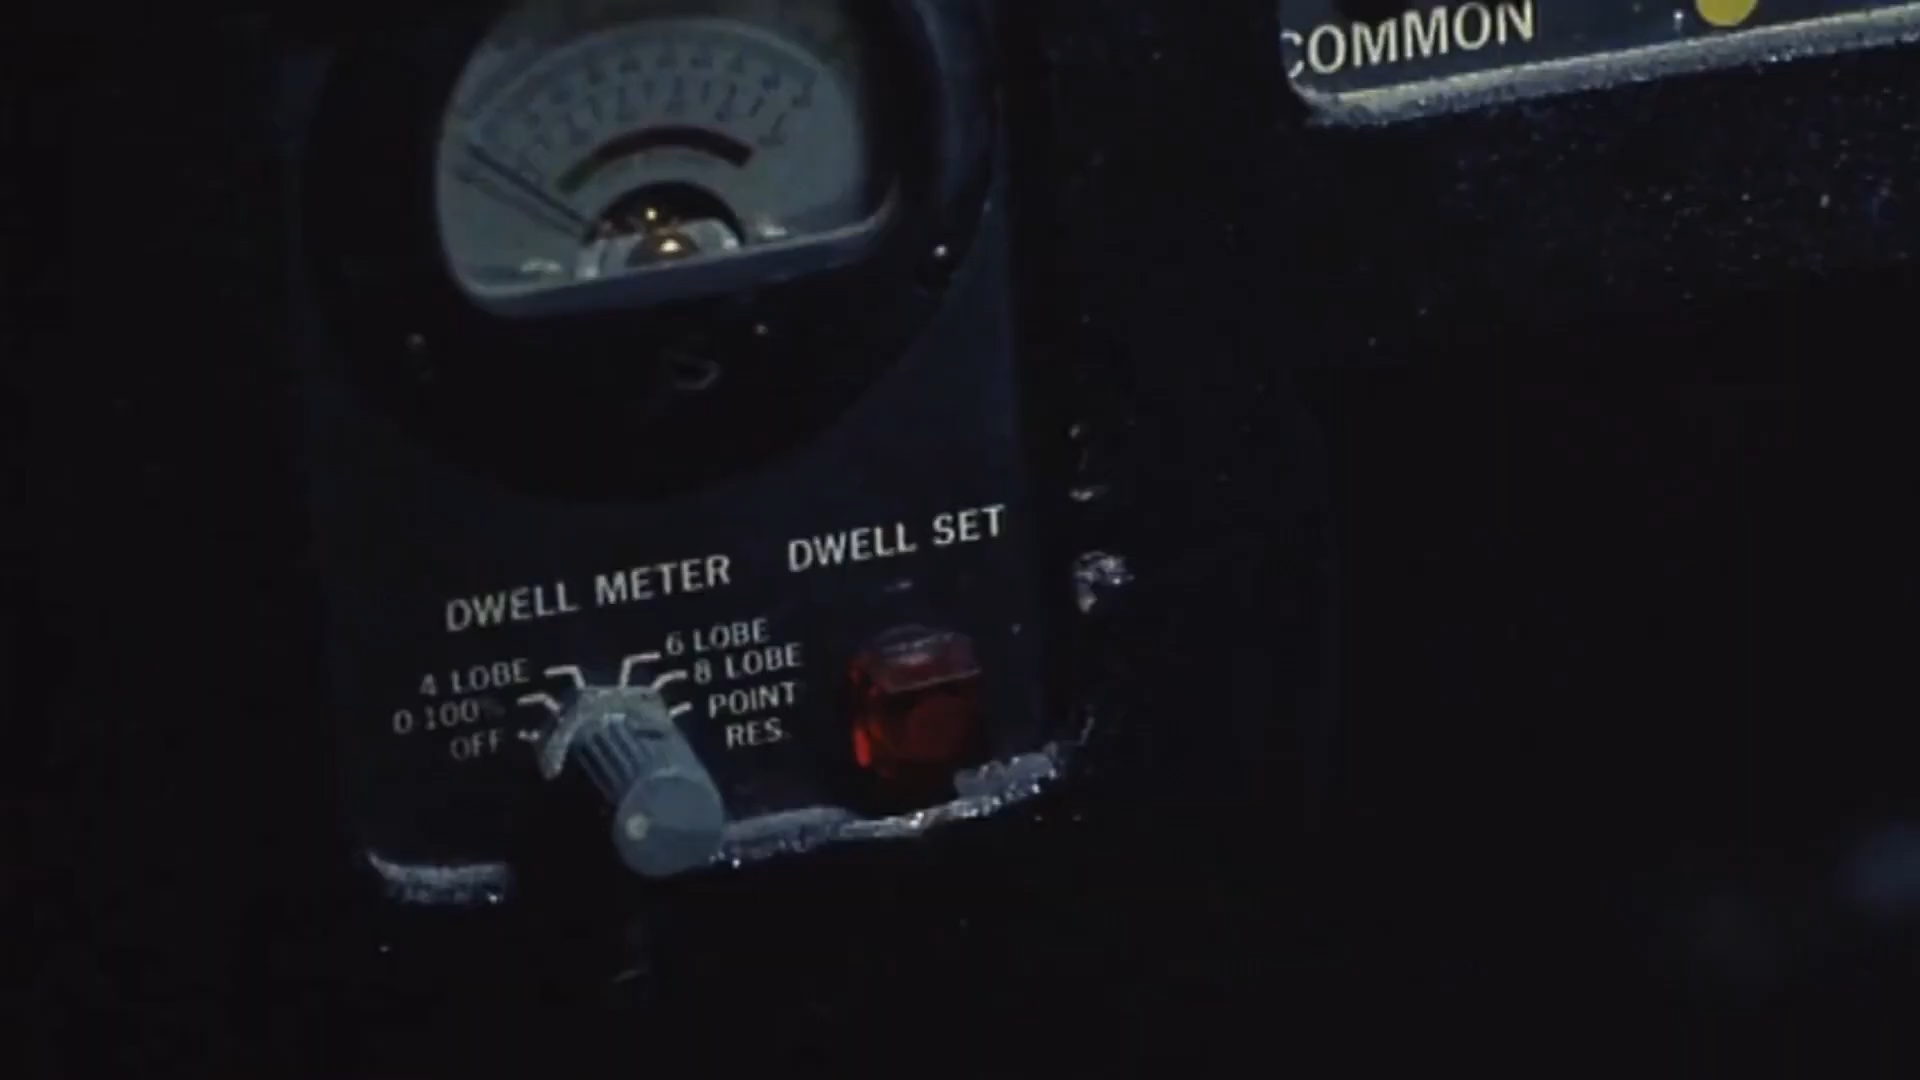 COMMON
DWELL METER
DWELL SET
4 LOBE
0 100%
OFF
6 LOBE
8 LOBE
POINT
RES.